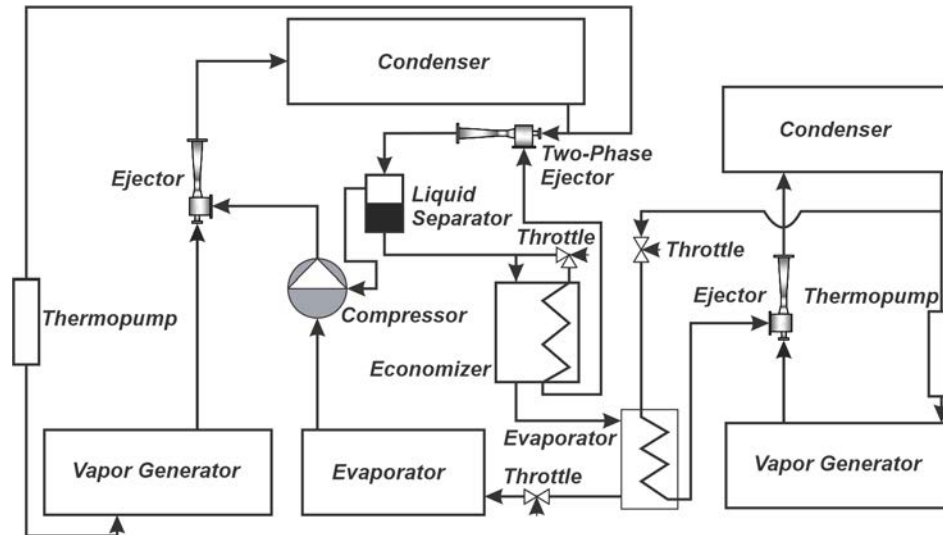 Condenser
Ejector
Two-Phase
Ejector
Liquid
Separator
Throttle
Compressor
Thermopump
Economizer
Vapor Generator
Evaporator
Throttle
Evaporator
Condenser
Throttle
Ejector
Thermopump
Vapor Generator